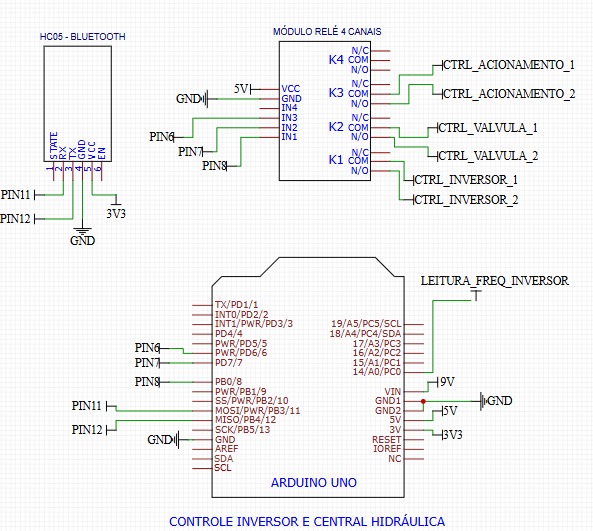 HC05 - BLUETOOTH
STATE
RX
TX
GND
VCC
EN
1
2
3
4
5
6
PIN11
PIN12
3V3
GND
MÓDULO RELÉ 4 CANAIS
5V
GND
PIN6
PIN7
PIN8
VCC
GND
IN4
IN3
IN2
IN1
K4
N/C
COM
N/O
K3
N/C
COM
N/O
K2
N/C
COM
N/O
K1
N/C
COM
N/O
CTRL_ACIONAMENTO_1
CTRL_ACIONAMENTO_2
CTRL_VALVULA_1
CTRL_VALVULA_2
CTRL_INVERSOR_1
CTRL_INVERSOR_2
LEITURA_FREQ_INVERSOR
PIN6
PIN7
PIN8
PIN11
PIN12
GND
TX/PD1/1
INT0/PD2/2
INT1/PWR/PD3/3
PD4/4
PWR/PD5/5
PWR/PD6/6
PD7/7
PB0/8
PWR/PB1/9
SS/PWR/PB2/10
MOSI/PWR/PB3/11
MISO/PB4/12
SCK/PB5/13
GND
AREF
SDA
SCL
19/A5/PC5/SCL
18/A4/PC4/SDA
17/A3/PC3
16/A2/PC2
15/A1/PC1
14/A0/PC0
VIN
GND1
GND2
5V
3V
RESET
IOREF
NC
9V
GND
5V
3V3
ARDUINO UNO
CONTROLE INVERSOR E CENTRAL HIDRÁULICA